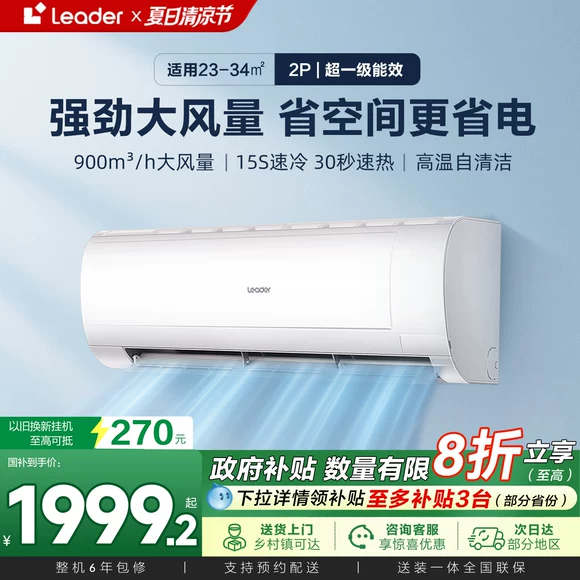 Leader × 夏日清凉节
适用23-34㎡ 2P|超一级能效
强劲大风量 省空间更省电
900m³/h大风量 | 15S速冷 30秒速热 | 高温自清洁
Leader
以旧换新挂机
至高可抵
270元
国补到手价:
¥1999.2起
政府补贴 数量有限 8折立享(至高)
下拉详情领补贴 至多补贴3台(部分省份)
送货上门
乡村镇可达
咨询客服
享惊喜优惠
次日达
部分地区
整机6年包修 支持预约配送 送装一体全国联保